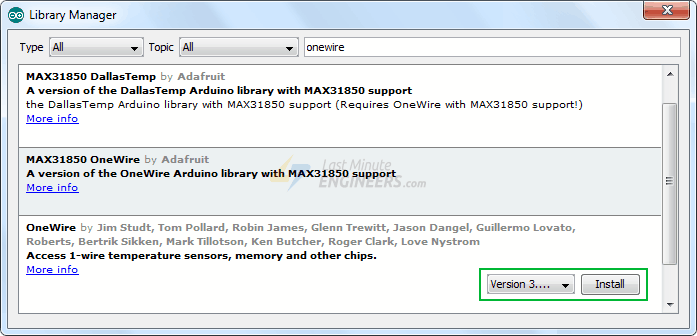 Library Manager
Type All Topic All onewire
MAX31850 DallasTemp by Adafruit
A version of the DallasTemp Arduino library with MAX31850 support
the DallasTemp Arduino library with MAX31850 support (Requires OneWire with MAX31850 support!)
More info
MAX31850 OneWire by Adafruit
A version of the OneWire Arduino library with MAX31850 support
More info
Last Minute
ENGINEERS.com
OneWire by Jim Studt, Tom Pollard, Robin James, Glenn Trewitt, Jason Dangel, Guillermo Lovato,
Roberts, Bertrik Sikken, Mark Tillotson, Ken Butcher, Roger Clark, Love Nystrom
Access 1-wire temperature sensors, memory and other chips.
More info
Version 3.... Install